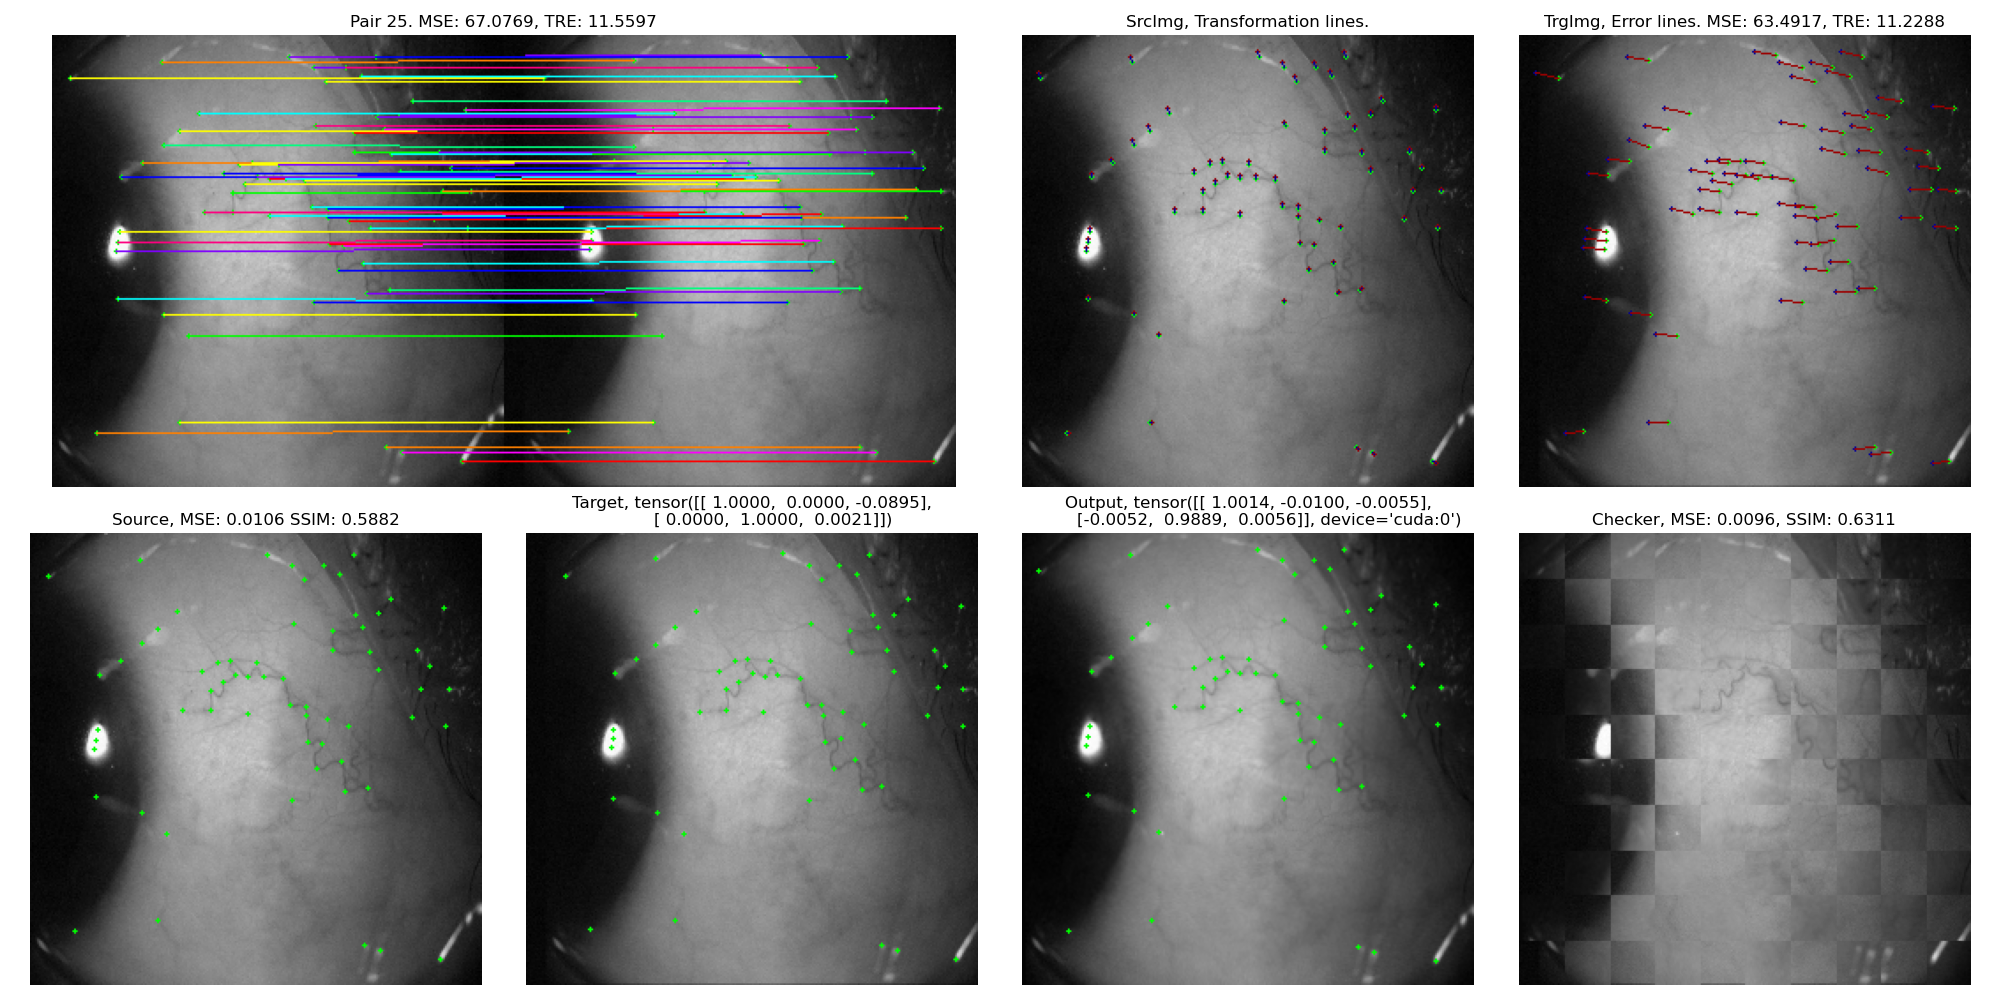 Pair 25. MSE: 67.0769, TRE: 11.5597
SrcImg, Transformation lines.
TrgImg, Error lines. MSE: 63.4917, TRE: 11.2288
Source, MSE: 0.0106 SSIM: 0.5882
Target, tensor([[ 1.0000,  0.0000, -0.0895],
[ 0.0000,  1.0000,  0.0021]])
Output, tensor([[ 1.0014, -0.0100, -0.0055],
[-0.0052,  0.9889,  0.0056]], device='cuda:0')
Checker, MSE: 0.0096, SSIM: 0.6311